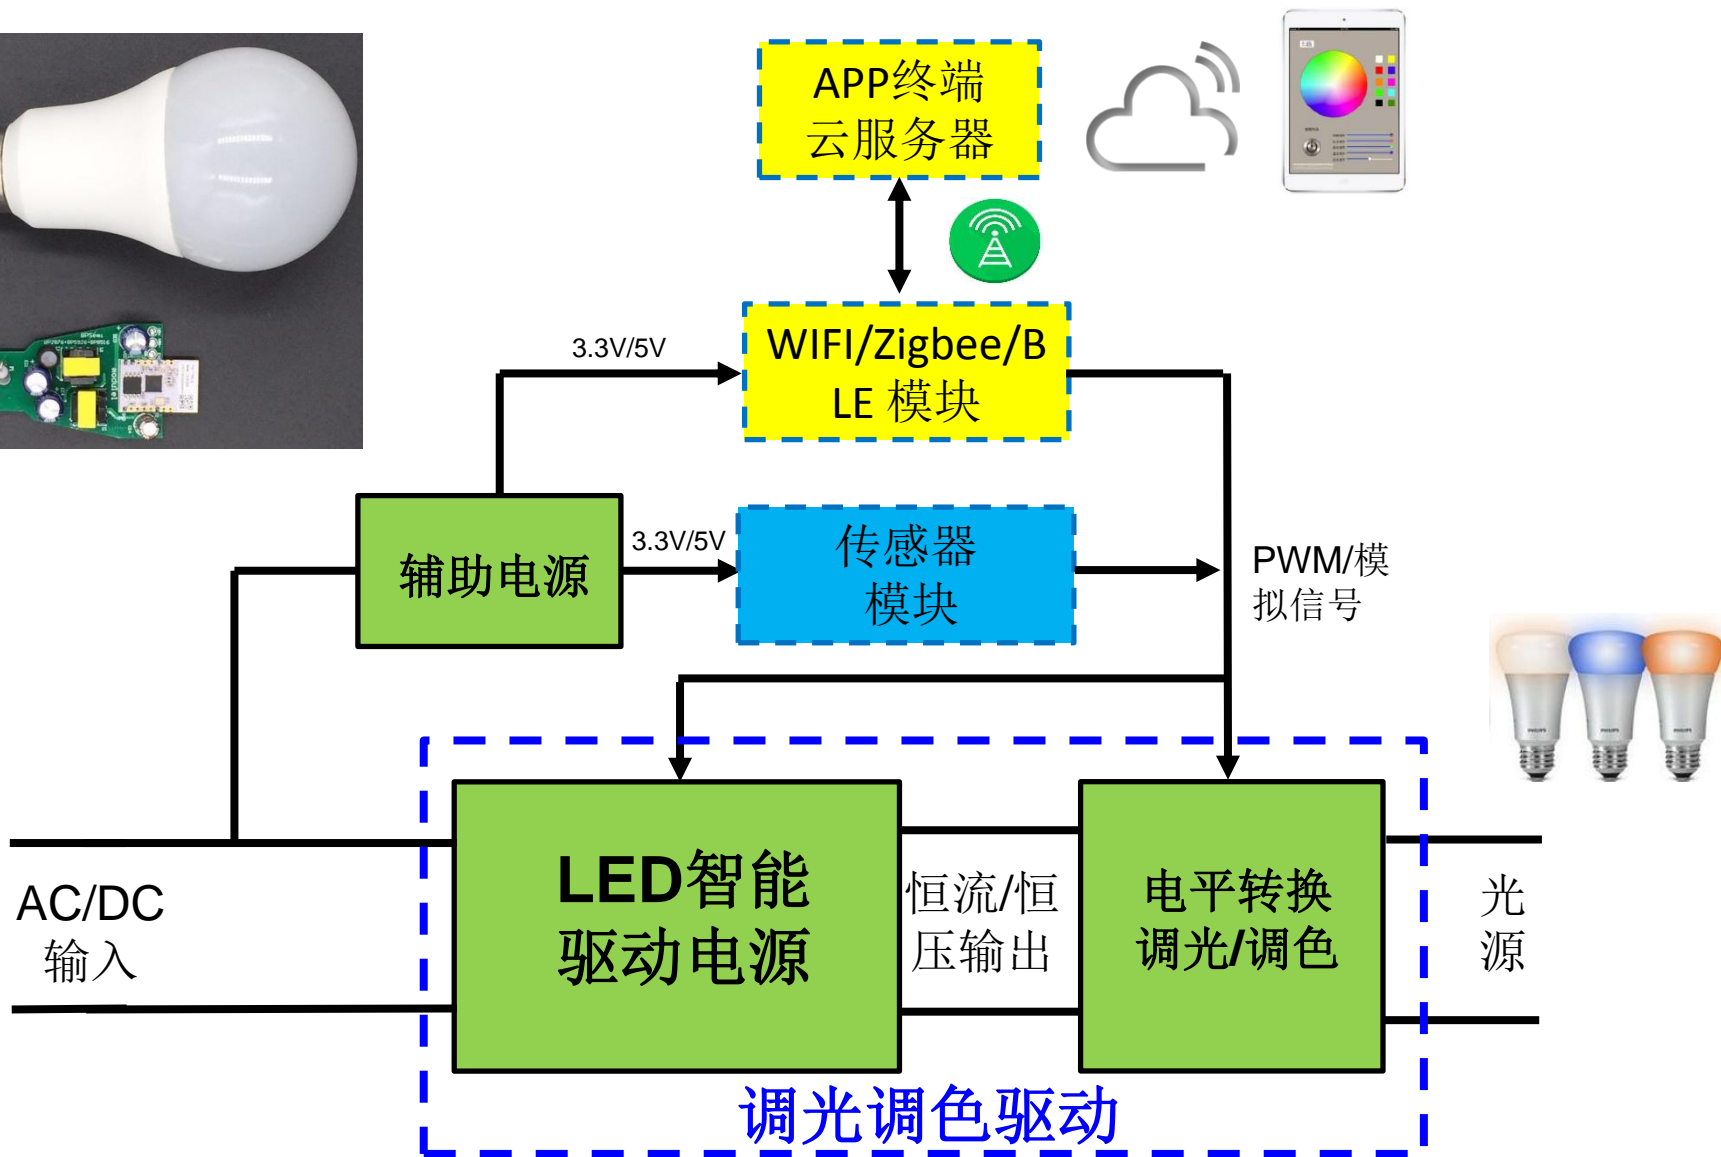 APP终端
云服务器
3.3V/5V
WIFI/Zigbee/B
LE 模块
辅助电源
3.3V/5V
传感器
模块
PWM/模
拟信号
PHILIPS
PHILIPS
PHILIPS
AC/DC
输入
LED智能
驱动电源
恒流/恒
压输出
电平转换
调光/调色
光
源
调光调色驱动